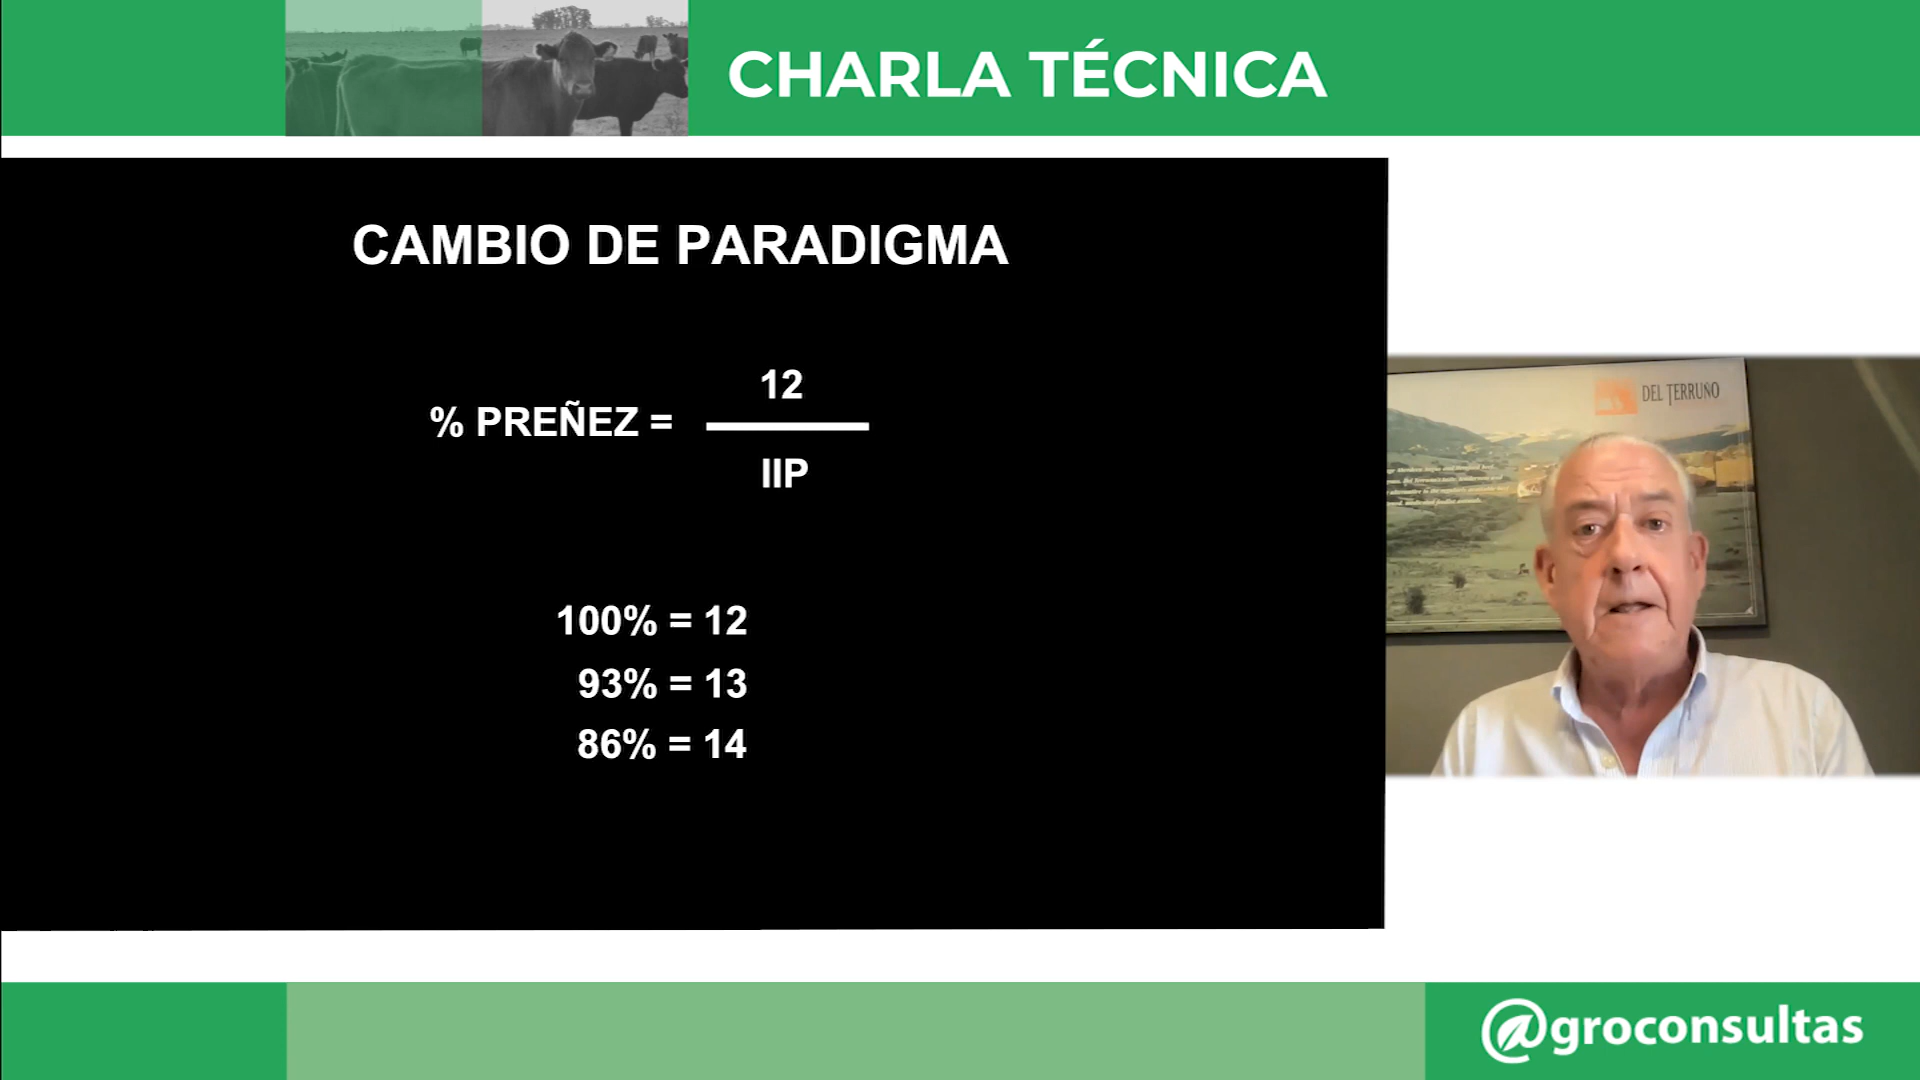 CHARLA TÉCNICA
CAMBIO DE PARADIGMA
% PREÑEZ =
12
IIP
100% = 12
93% = 13
86% = 14
DEL TERRUÑO
@groconsultas